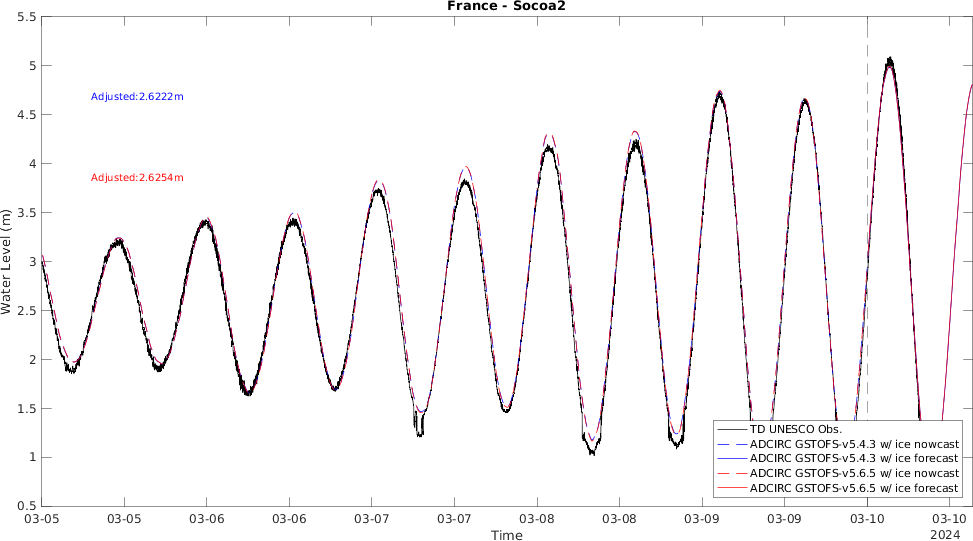 France - Socoa2
5.5
5
4.5
4
3.5
3
2.5
2
1.5
1
0.5
Water Level (m)
Adjusted:2.6222m
Adjusted:2.6254m
TD UNESCO Obs.
ADCIRC GSTOFS-v5.4.3 w/ ice nowcast
ADCIRC GSTOFS-v5.4.3 w/ ice forecast
ADCIRC GSTOFS-v5.6.5 w/ ice nowcast
ADCIRC GSTOFS-v5.6.5 w/ ice forecast
03-05 03-05 03-06 03-06 03-07 03-07 03-08 03-08 03-09 03-09 03-10 03-10
2024
Time